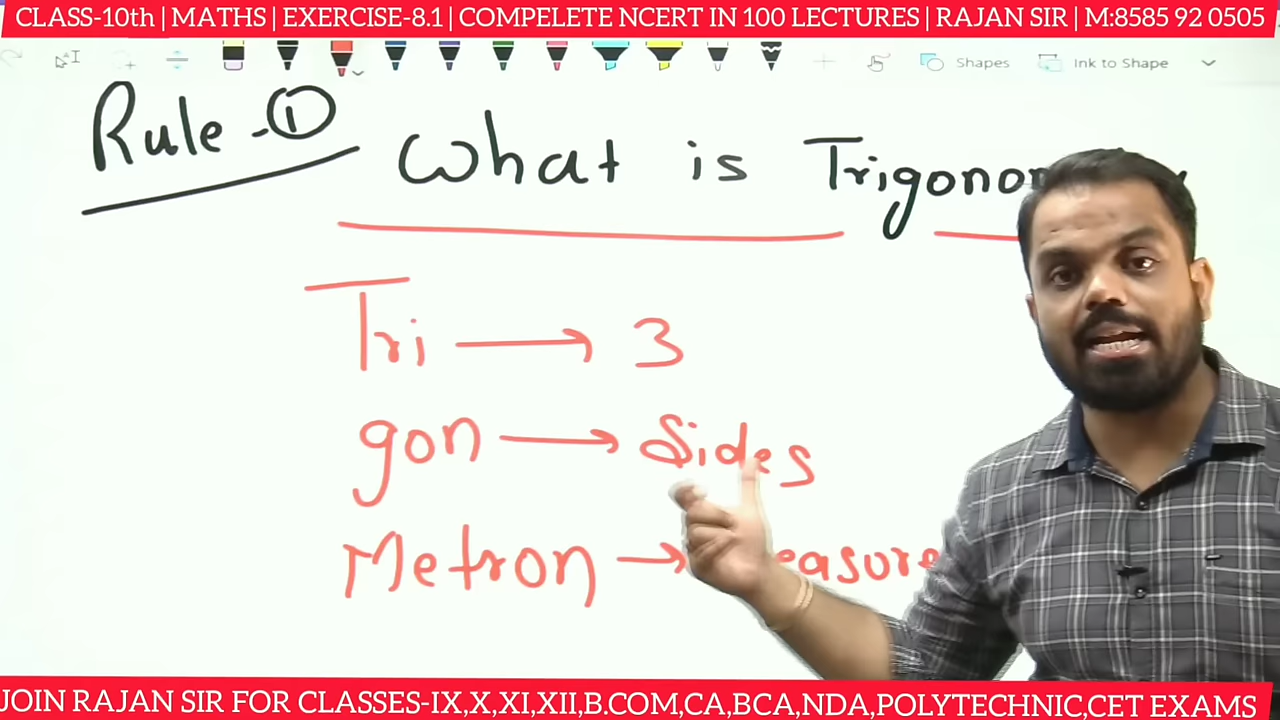 CLASS-10th | MATHS | EXERCISE-8.1 | COMPELETE NCERT IN 100 LECTURES | RAJAN SIR | M:8585 92 0505
Shapes Ink to Shape
Rule-① What is
Tri → 3
gon → Sides
Metron →
JOIN RAJAN SIR FOR CLASSES-IX,X,XI,XII,B.COM,CA,BCA,NDA,POLYTECHNIC,CET EXAMS